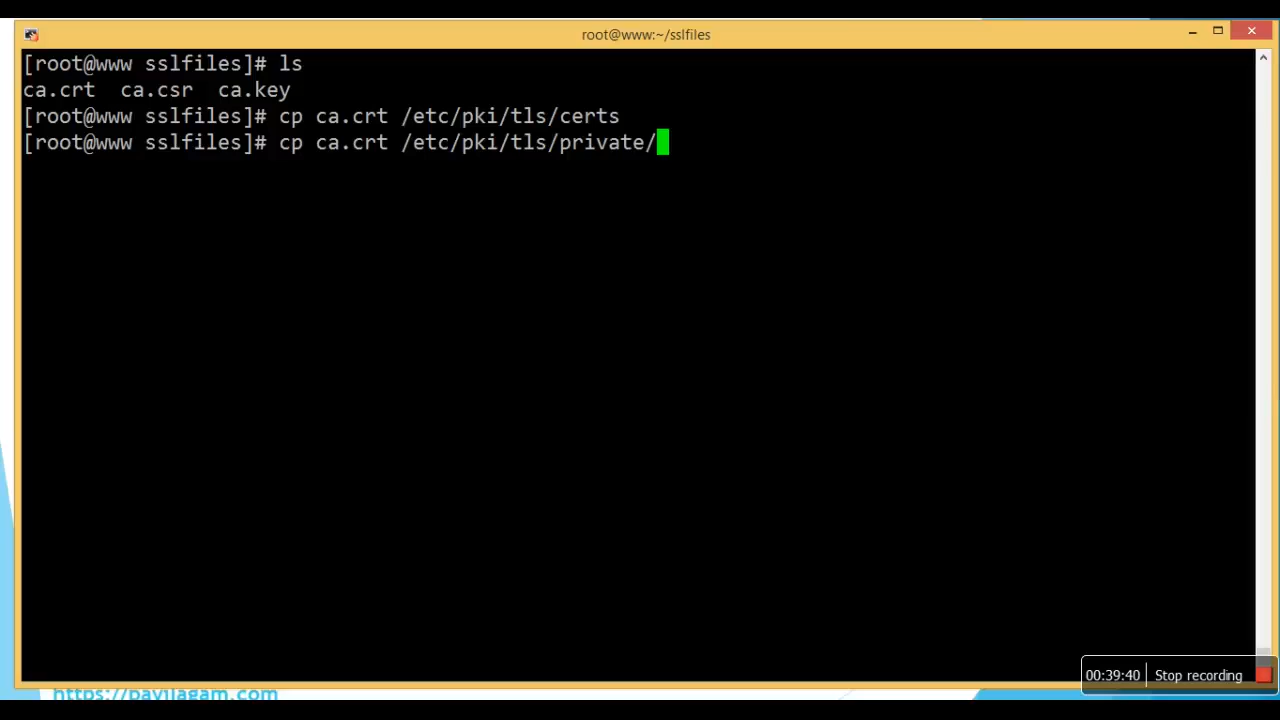 root@www:~/sslfiles
[root@www sslfiles]# ls
ca.crt  ca.csr  ca.key
[root@www sslfiles]# cp ca.crt /etc/pki/tls/certs
[root@www sslfiles]# cp ca.crt /etc/pki/tls/private/
00:39:40 Stop recording
https://payilagam.com